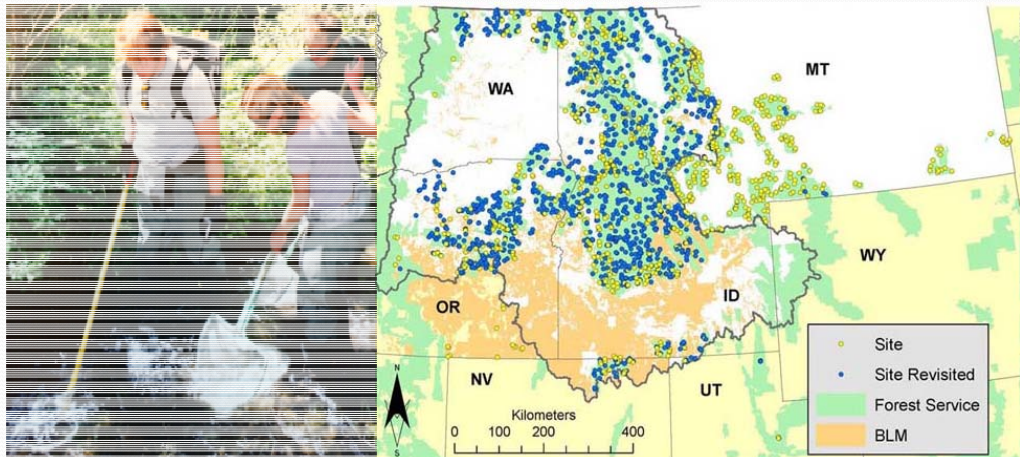 WA
MT
OR
ID
WY
NV
UT
N
S
Kilometers
0 100 200 400
Site
Site Revisited
Forest Service
BLM